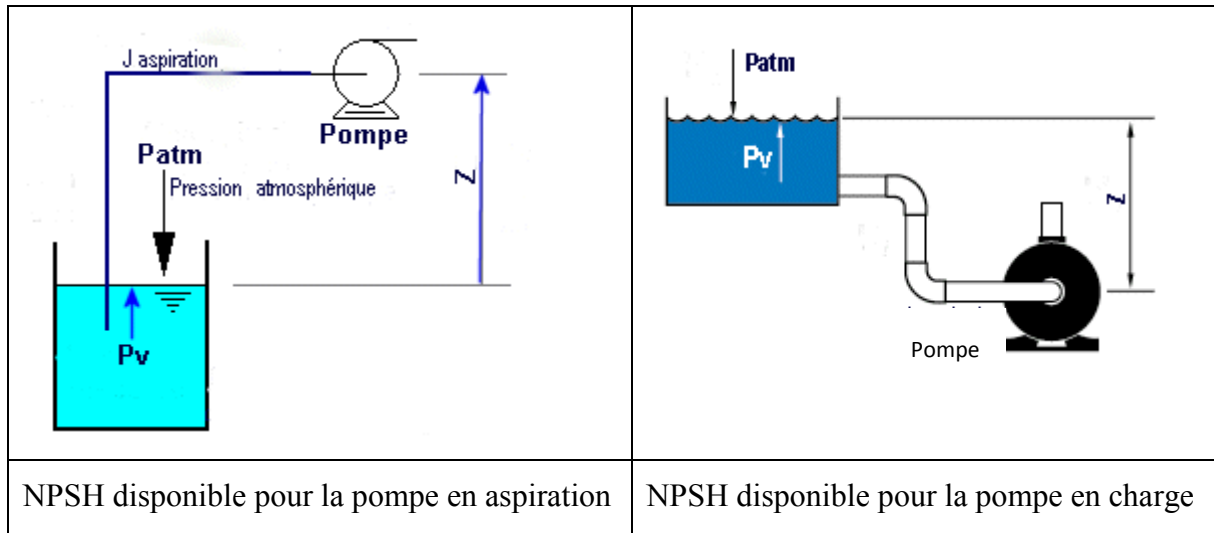 J aspiration
Pompe
Patm
Pression atmosphérique
Z
Pv
Patm
Pv
Z
Pompe
NPSH disponible pour la pompe en aspiration
NPSH disponible pour la pompe en charge